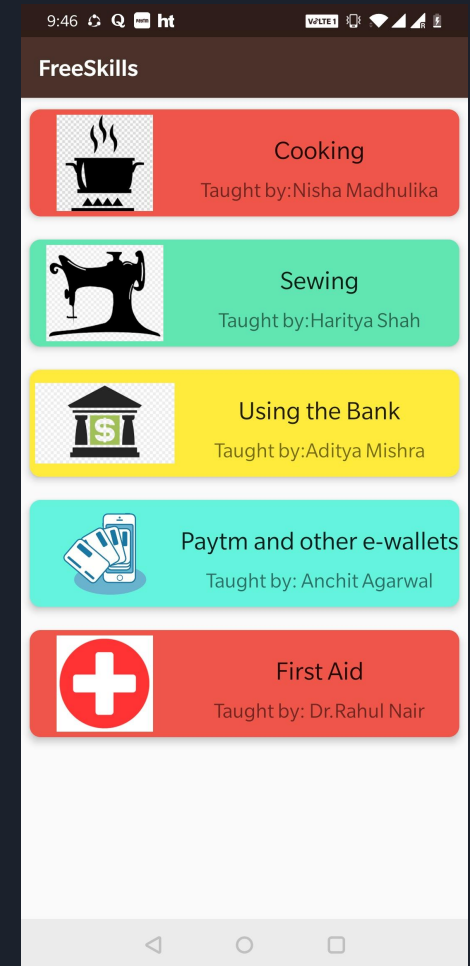 9:46 Q Paytm ht VoLTE 1 R
FreeSkills
Cooking
Taught by:Nisha Madhulika
Sewing
Taught by:Haritya Shah
$
Using the Bank
Taught by:Aditya Mishra
Paytm and other e-wallets
Taught by: Anchit Agarwal
First Aid
Taught by: Dr.Rahul Nair